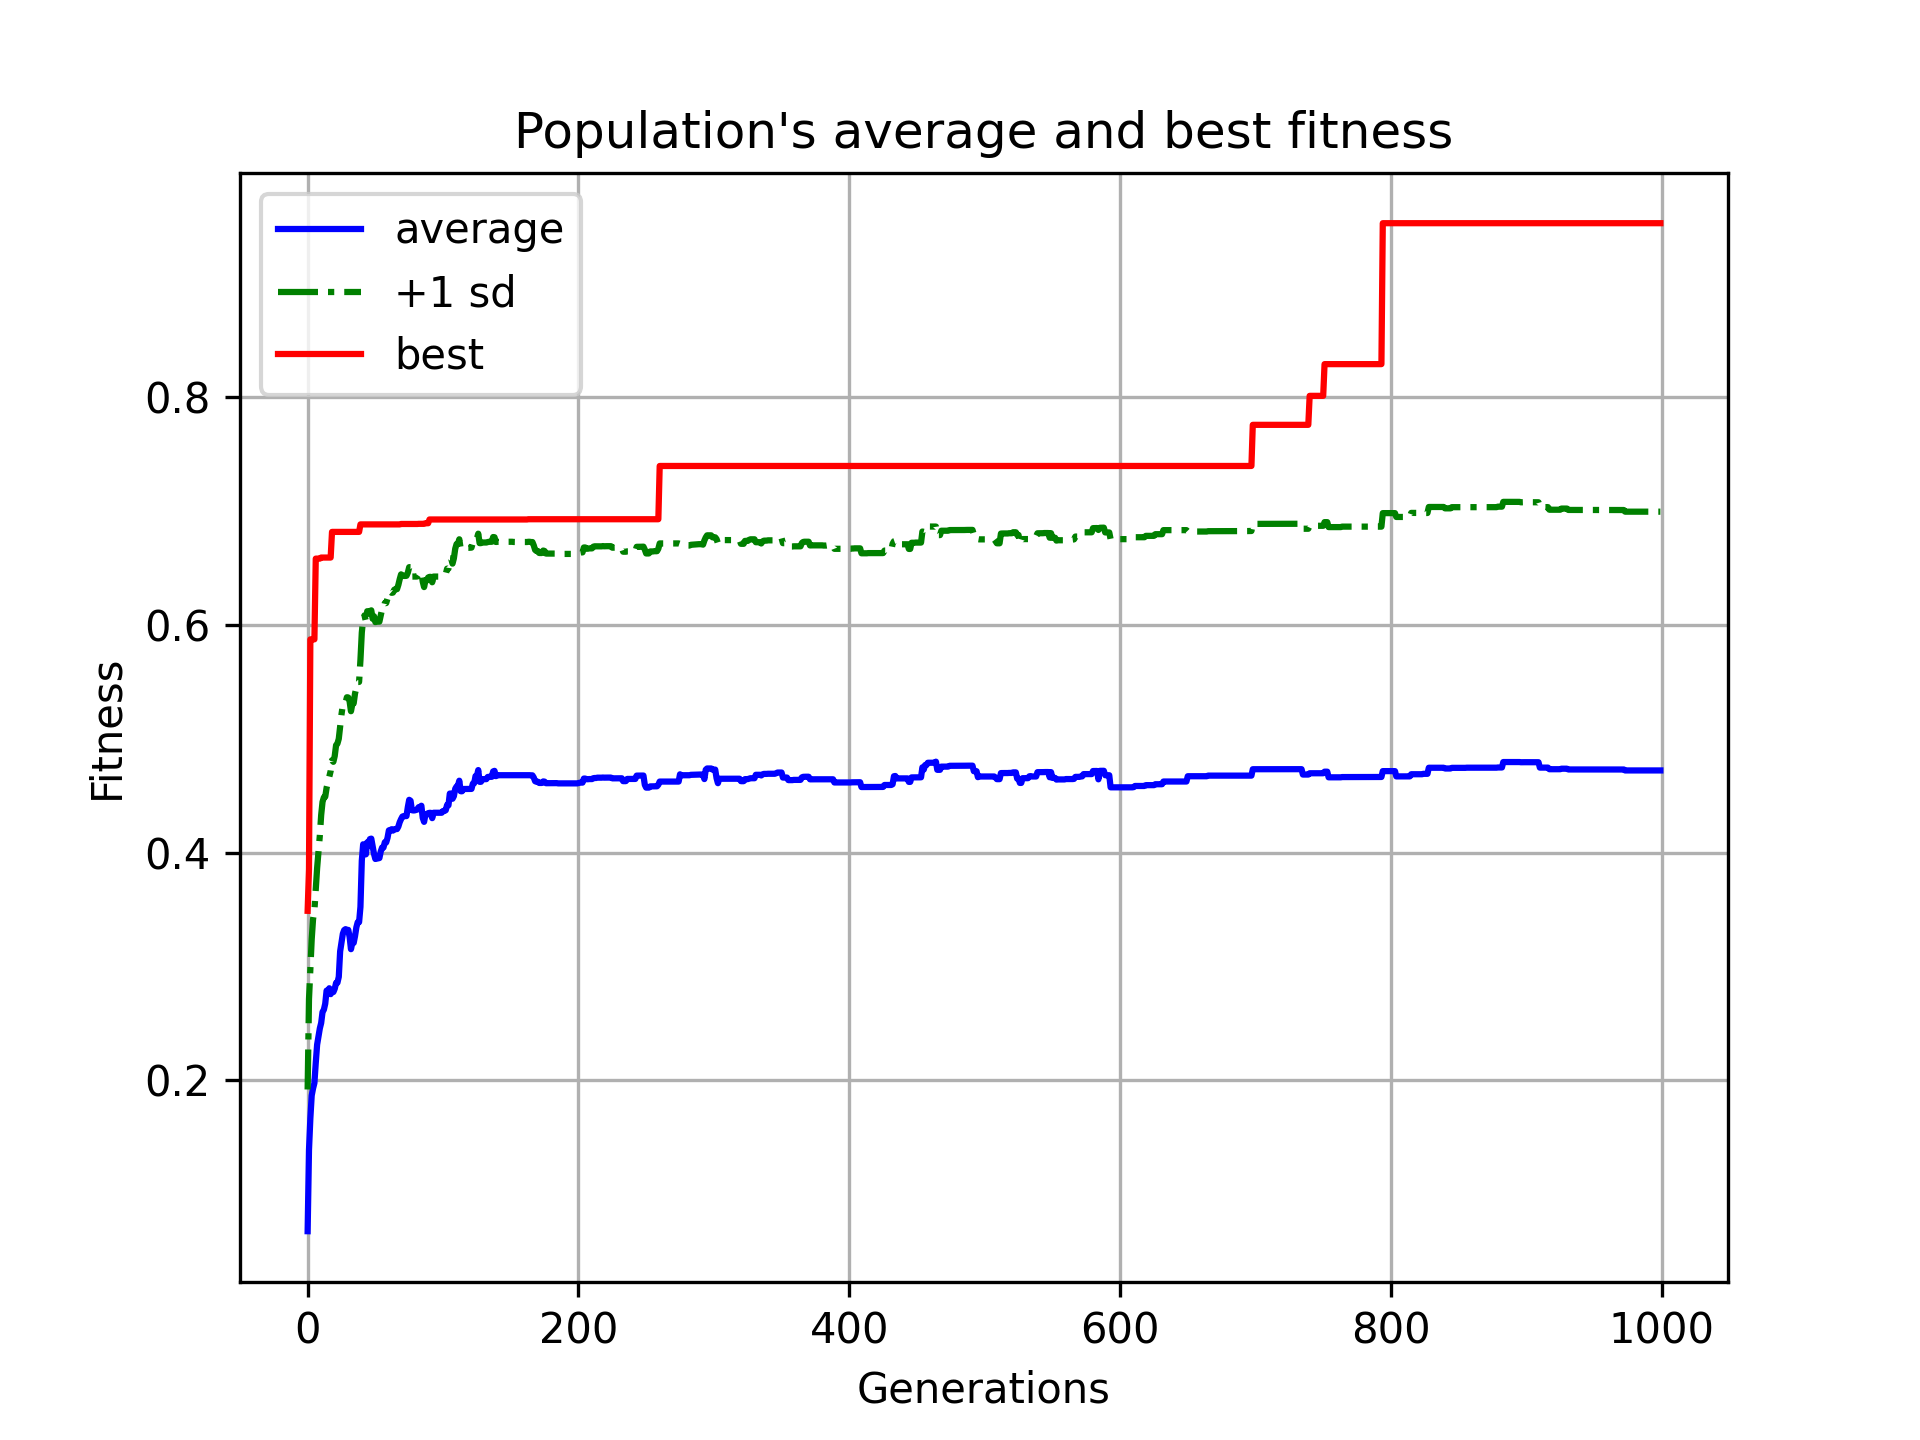 Population's average and best fitness
average
+1 sd
best
Fitness
0.8
0.6
0.4
0.2
0 200 400 600 800 1000
Generations